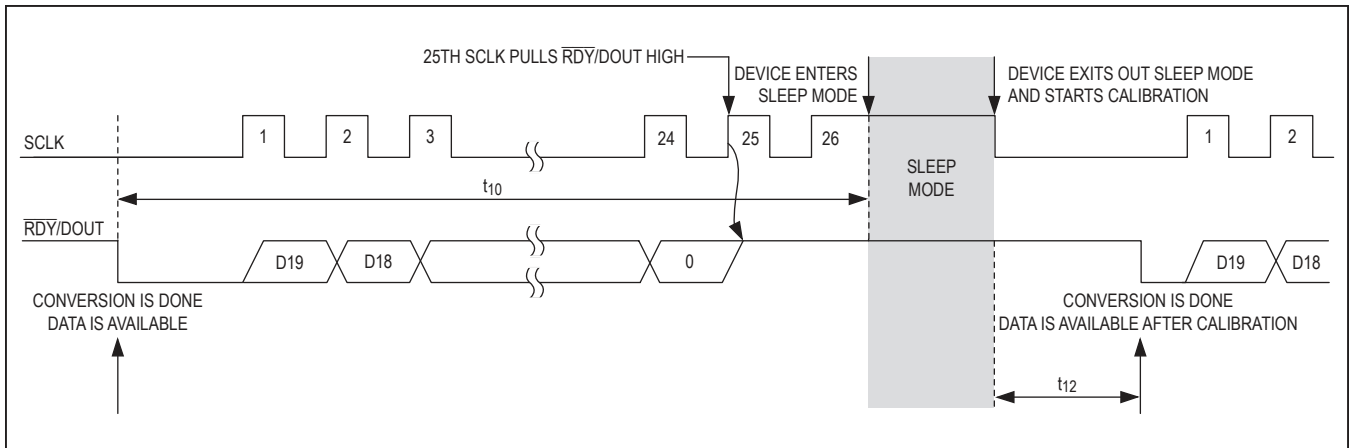 25TH SCLK PULLS RDY/DOUT HIGH
DEVICE ENTERS
SLEEP MODE
DEVICE EXITS OUT SLEEP MODE
AND STARTS CALIBRATION
SCLK
1
2
3
24
25
26
1
2
SLEEP
MODE
t10
RDY/DOUT
D19
D18
0
D19
D18
CONVERSION IS DONE
DATA IS AVAILABLE
CONVERSION IS DONE
DATA IS AVAILABLE AFTER CALIBRATION
t12